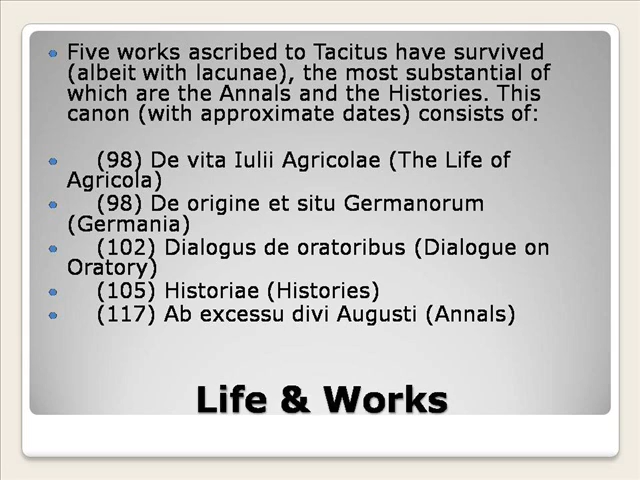 Five works ascribed to Tacitus have survived
(albeit with lacunae), the most substantial of
which are the Annals and the Histories. This
canon (with approximate dates) consists of:
(98) De vita Iulii Agricolae (The Life of
Agricola)
(98) De origine et situ Germanorum
(Germania)
(102) Dialogus de oratoribus (Dialogue on
Oratory)
(105) Historiae (Histories)
(117) Ab excessu divi Augusti (Annals)
Life & Works